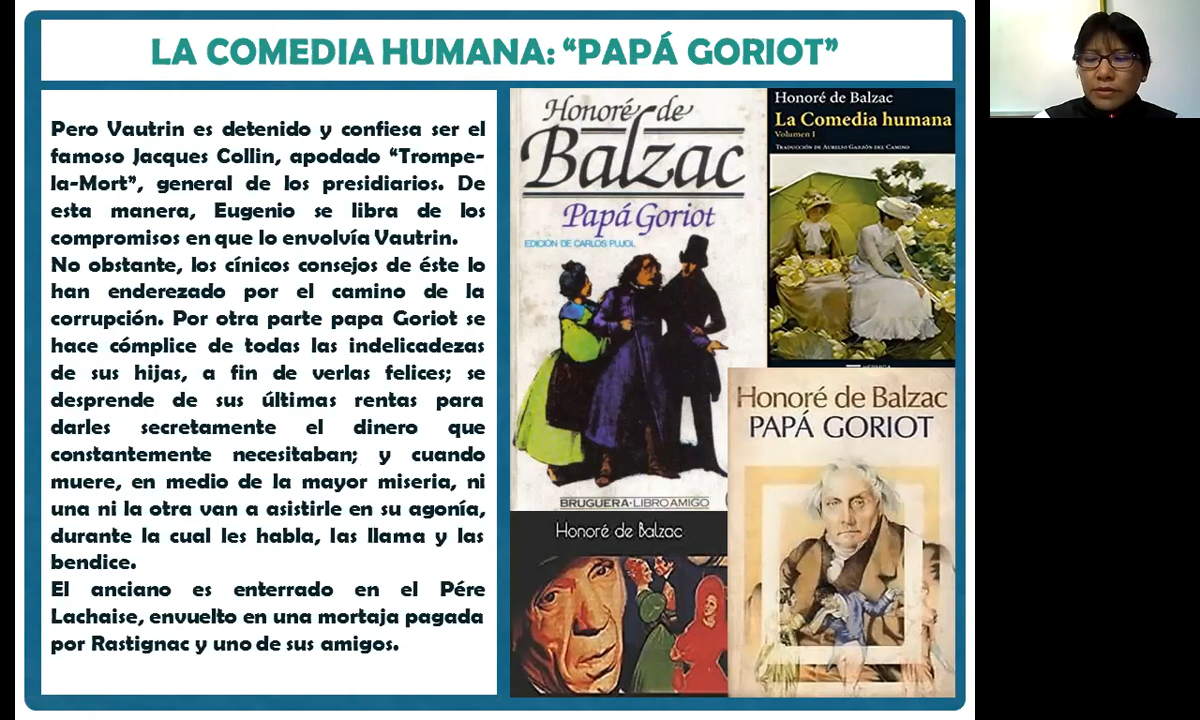 LA COMEDIA HUMANA: “PAPÁ GORIOT”
Pero Vautrin es detenido y confiesa ser el
famoso Jacques Collin, apodado “Trompe-
la-Mort”, general de los presidiarios. De
esta manera, Eugenio se libra de los
compromisos en que lo envolvía Vautrin.
No obstante, los cínicos consejos de éste lo
han enderezado por el camino de la
corrupción. Por otra parte papa Goriot se
hace cómplice de todas las indelicadezas
de sus hijas, a fin de verlas felices; se
desprende de sus últimas rentas para
darles secretamente el dinero que
constantemente necesitaban; y cuando
muere, en medio de la mayor miseria, ni
una ni la otra van a asistirle en su agonía,
durante la cual les habla, las llama y las
bendice.
El anciano es enterrado en el Pére
Lachaise, envuelto en una mortaja pagada
por Rastignac y uno de sus amigos.
Honoré de
Balzac
Papá Goriot
EDICIÓN DE CARLOS PUJOL
BRUGUERA·LIBRO AMIGO
Honoré de Balzac
La Comedia humana
Volumen I
TRADUCCIÓN DE AURELIO GARZÓN DEL CAMINO
Honoré de Balzac
PAPÁ GORIOT
Honoré de Balzac